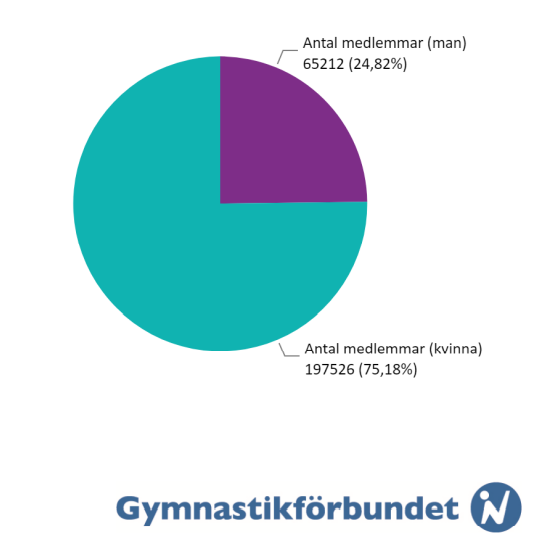 Antal medlemmar (man)
65212 (24,82%)
Antal medlemmar (kvinna)
197526 (75,18%)
Gymnastikförbundet